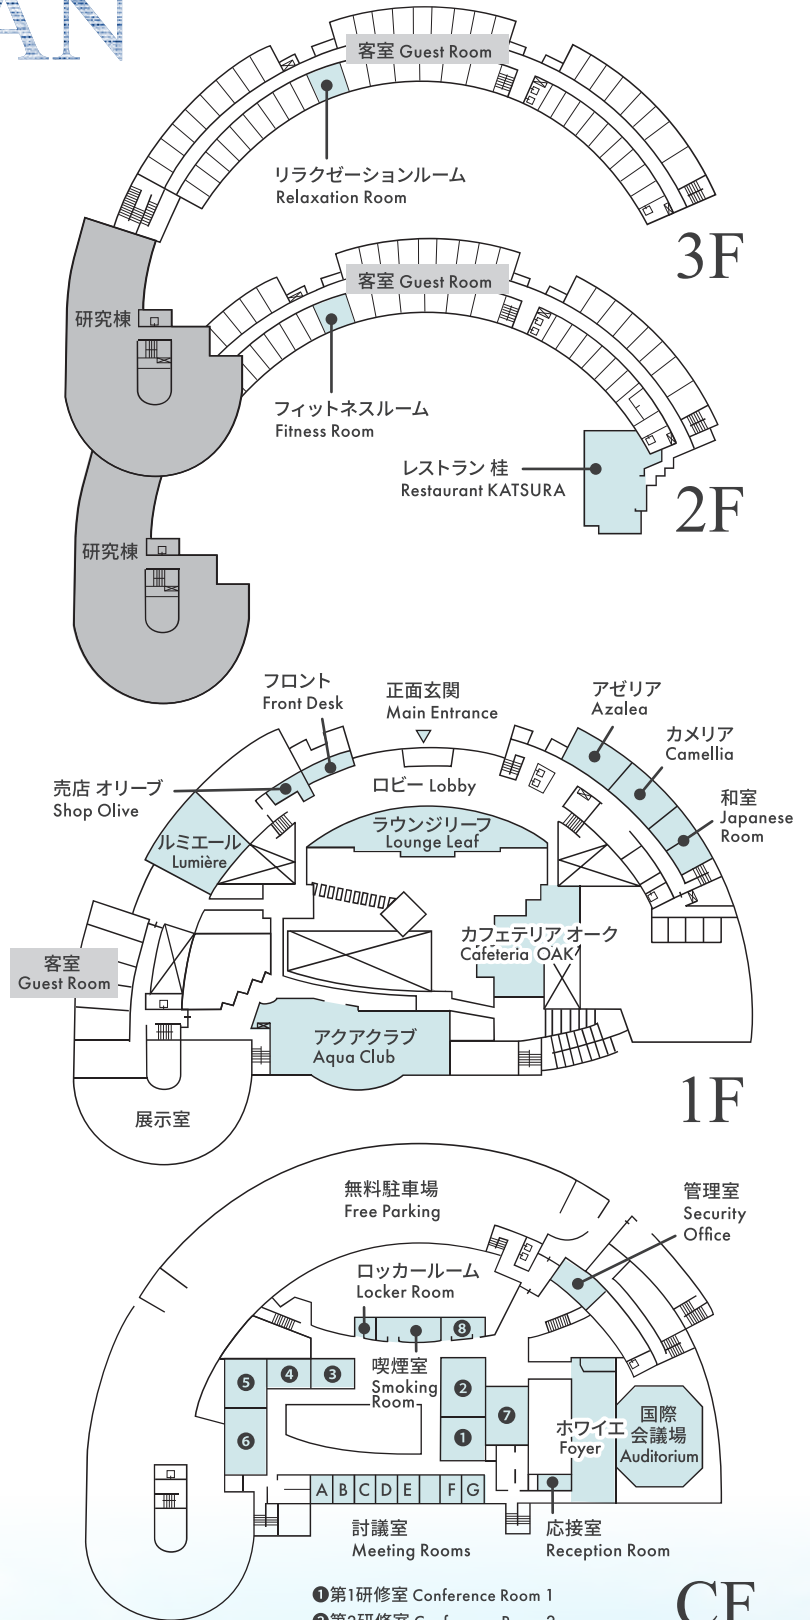 AN
客室 Guest Room
リラクゼーションルーム
Relaxation Room
3F
客室 Guest Room
研究棟
フィットネスルーム
Fitness Room
レストラン 桂
Restaurant KATSURA
2F
研究棟
フロント
Front Desk
正面玄関
Main Entrance
アゼリア
Azalea
カメリア
Camellia
売店 オリーブ
Shop Olive
ロビー Lobby
和室
Japanese
Room
ラウンジリーフ
Lounge Leaf
ルミエール
Lumière
カフェテリア オーク
Cafeteria OAK
客室
Guest Room
アクアクラブ
Aqua Club
1F
展示室
無料駐車場
Free Parking
管理室
Security
Office
ロッカールーム
Locker Room
❽
喫煙室
Smoking
Room
❺
❹
❸
❷
❼
❻
❶
ホワイエ
Foyer
国際
会議場
Auditorium
A B C D E F G
討議室
Meeting Rooms
応接室
Reception Room
❶第1研修室 Conference Room 1